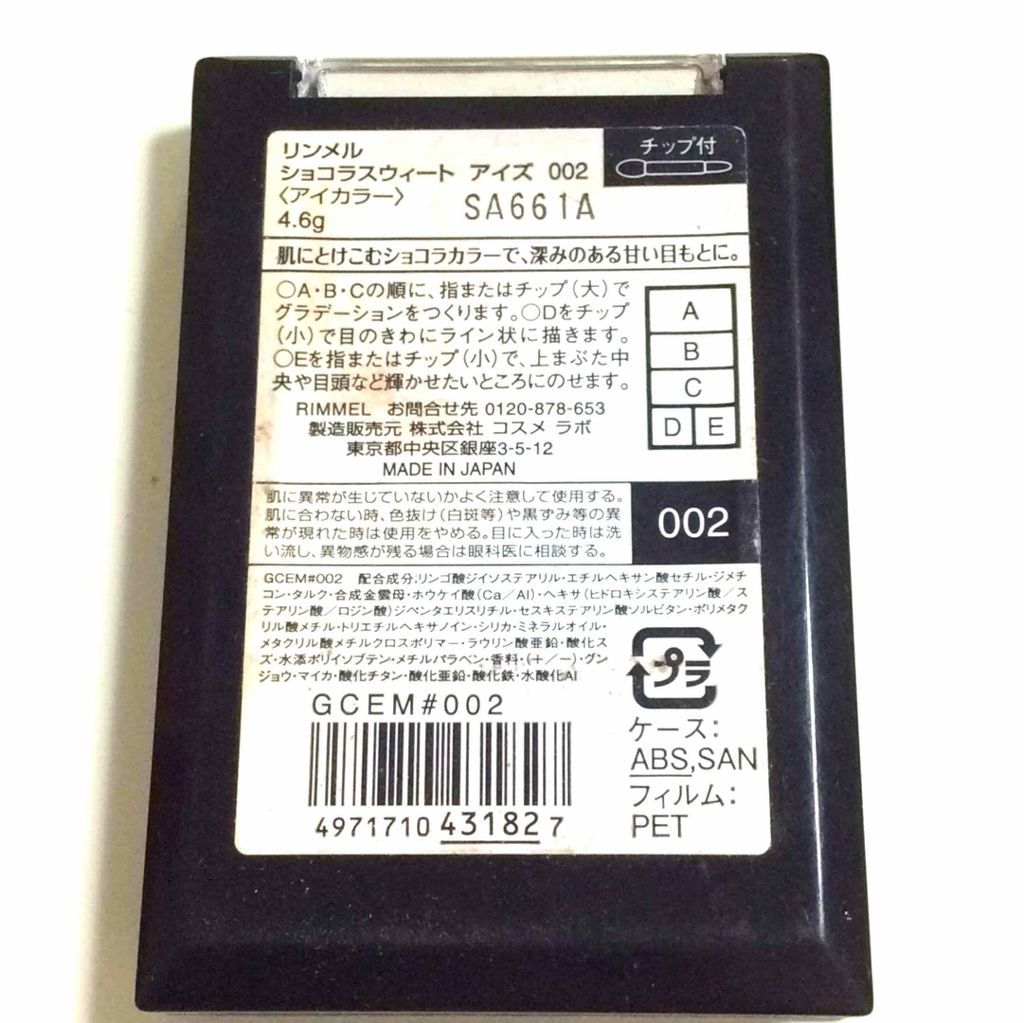 リンメル
ショコラスウィート アイズ 002
〈アイカラー〉
4.6g
SA661A
チップ付
肌にとけこむショコラカラーで、深みのある甘い目もとに。
○A・B・Cの順に、指またはチップ（大）で
グラデーションをつくります。○Dをチップ
（小）で目のきわにライン状に描きます。
○Eを指またはチップ（小）で、上まぶた中
央や目頭など輝かせたいところにのせます。
A
B
C
D E
RIMMEL お問合せ先 0120-878-653
製造販売元 株式会社 コスメ ラボ
東京都中央区銀座3-5-12
MADE IN JAPAN
肌に異常が生じていないかよく注意して使用する。
肌に合わない時、色抜け（白斑等）や黒ずみ等の異
常が現れた時は使用をやめる。目に入った時は洗
い流し、異物感が残る場合は眼科医に相談する。
002
GCEM#002 配合成分:リンゴ酸ジイソステアリル・エチルヘキサン酸セチル・ジメチ
コン・タルク・合成金雲母・ホウケイ酸（Ca／Al）・ヘキサ（ヒドロキシステアリン酸／ス
テアリン酸／ロジン酸）ジペンタエリスリチル・セスキステアリン酸ソルビタン・ポリメタク
リル酸メチル・トリエチルヘキサノイン・シリカ・ミネラルオイル・
メタクリル酸メチルクロスポリマー・ラウリン酸亜鉛・酸化ス
ズ・水添ポリイソブテン・メチルパラベン・香料・（＋／－）・グン
ジョウ・マイカ・酸化チタン・酸化亜鉛・酸化鉄・水酸化Al
GCEM#002
4971710 431827
プラ
ケース：
ABS,SAN
フィルム：
PET